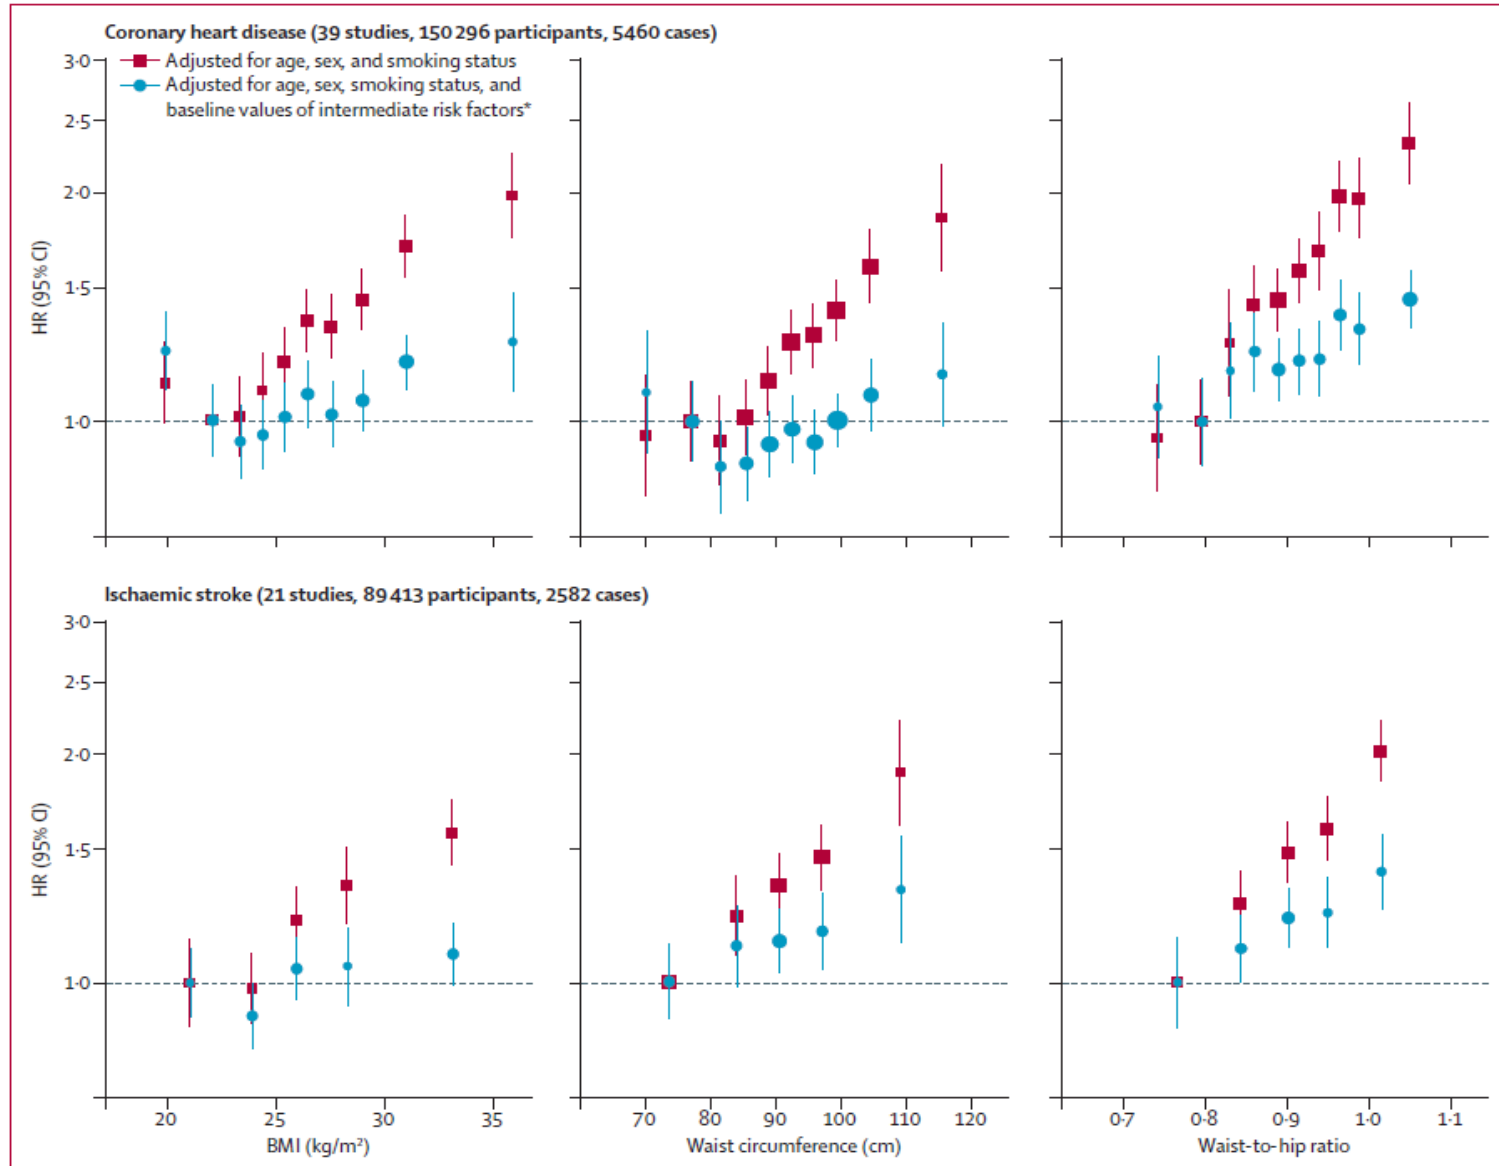 Coronary heart disease (39 studies, 150 296 participants, 5460 cases)
Adjusted for age, sex, and smoking status
Adjusted for age, sex, smoking status, and
baseline values of intermediate risk factors*
3·0
2·5
2·0
1·5
1·0
HR (95% CI)
Ischaemic stroke (21 studies, 89 413 participants, 2582 cases)
3·0
2·5
2·0
1·5
1·0
HR (95% CI)
20 25 30 35
BMI (kg/m²)
70 80 90 100 110 120
Waist circumference (cm)
0·7 0·8 0·9 1·0 1·1
Waist-to-hip ratio